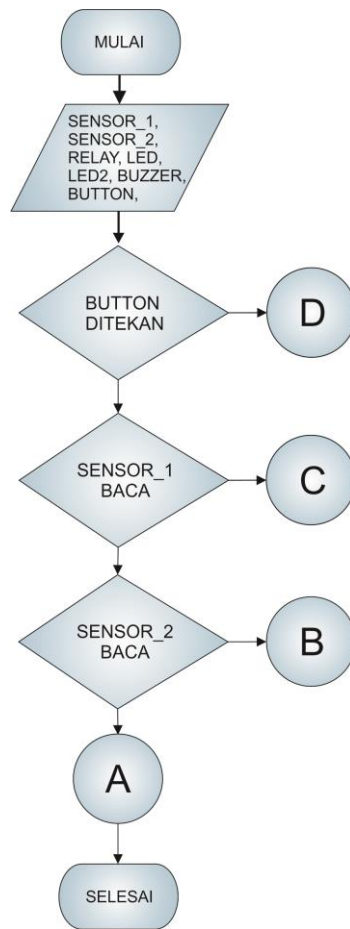 MULAI
SENSOR_1,
SENSOR_2,
RELAY, LED,
LED2, BUZZER,
BUTTON,
BUTTON
DITEKAN
D
SENSOR_1
BACA
C
SENSOR_2
BACA
B
A
SELESAI